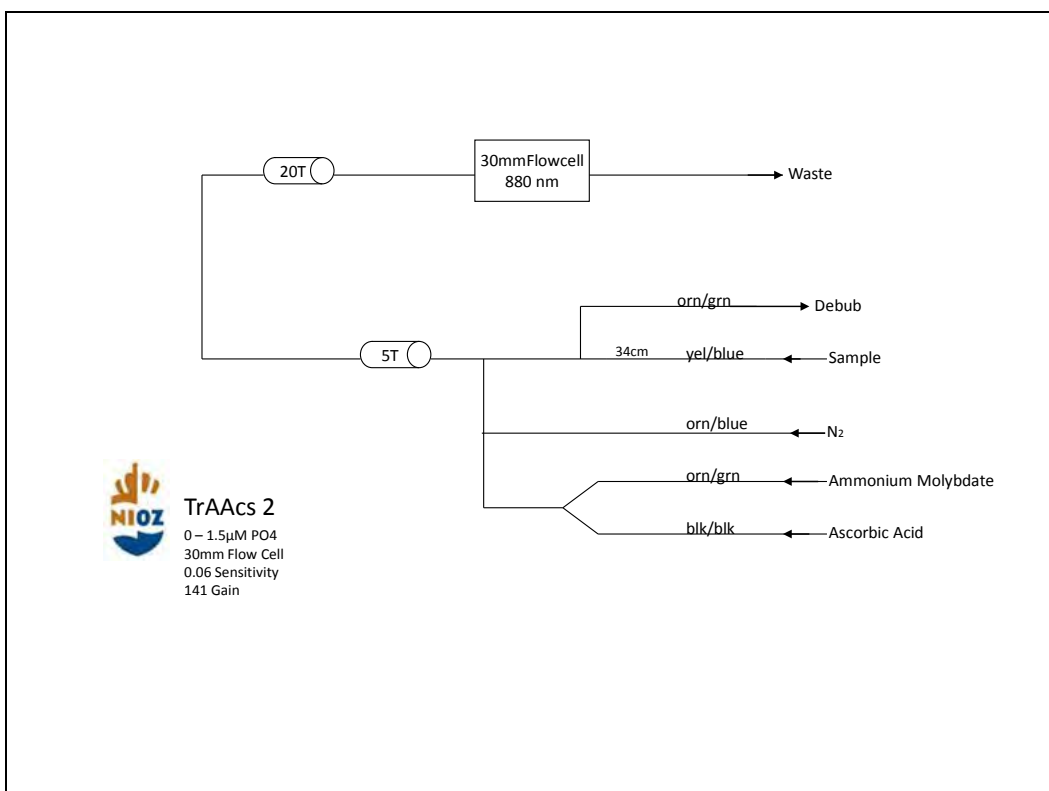 20T
30mmFlowcell
880 nm
Waste
orn/grn
Debub
5T
34cm
yel/blue
Sample
orn/blue
N₂
orn/grn
Ammonium Molybdate
blk/blk
Ascorbic Acid
NIOZ
TrAAcs 2
0 – 1.5µM PO4
30mm Flow Cell
0.06 Sensitivity
141 Gain